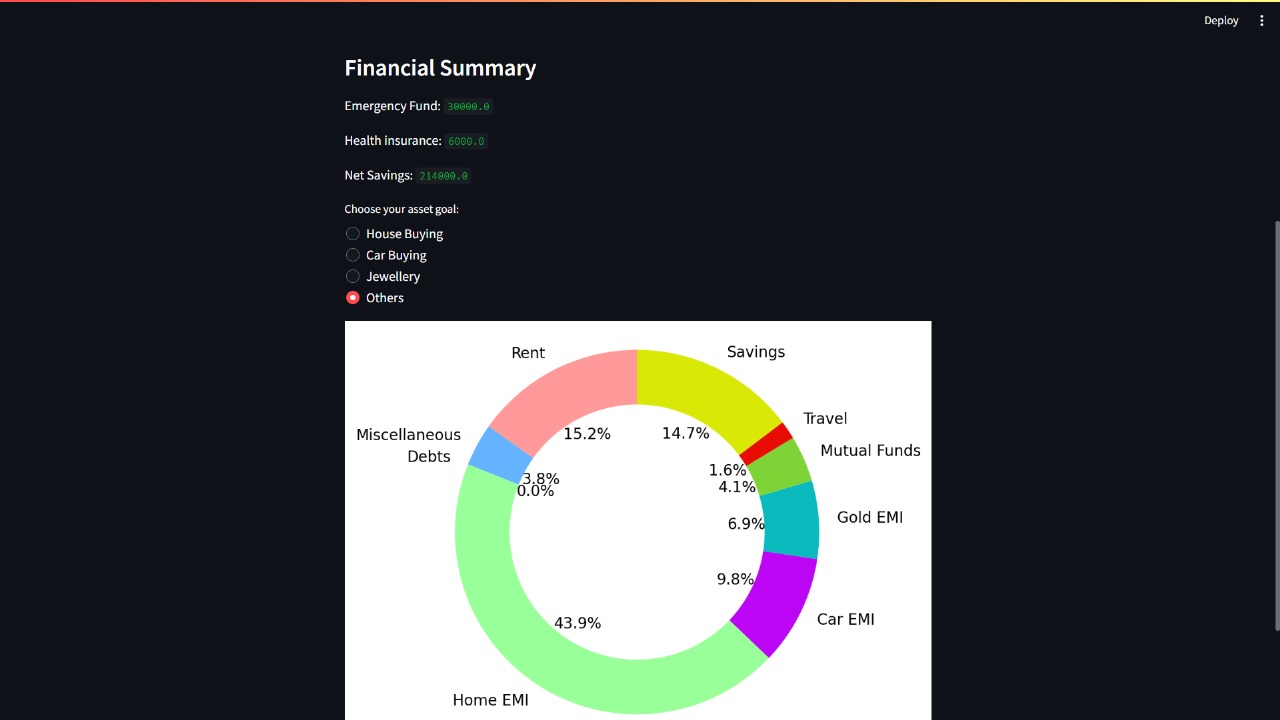 Deploy
Financial Summary
Emergency Fund: 30000.0
Health insurance: 6000.0
Net Savings: 214000.0
Choose your asset goal:
House Buying
Car Buying
Jewellery
Others
Rent
Savings
Travel
Miscellaneous
Mutual Funds
Debts
15.2%
14.7%
1.6%
3.8%
4.1%
0.0%
Gold EMI
6.9%
9.8%
Car EMI
43.9%
Home EMI